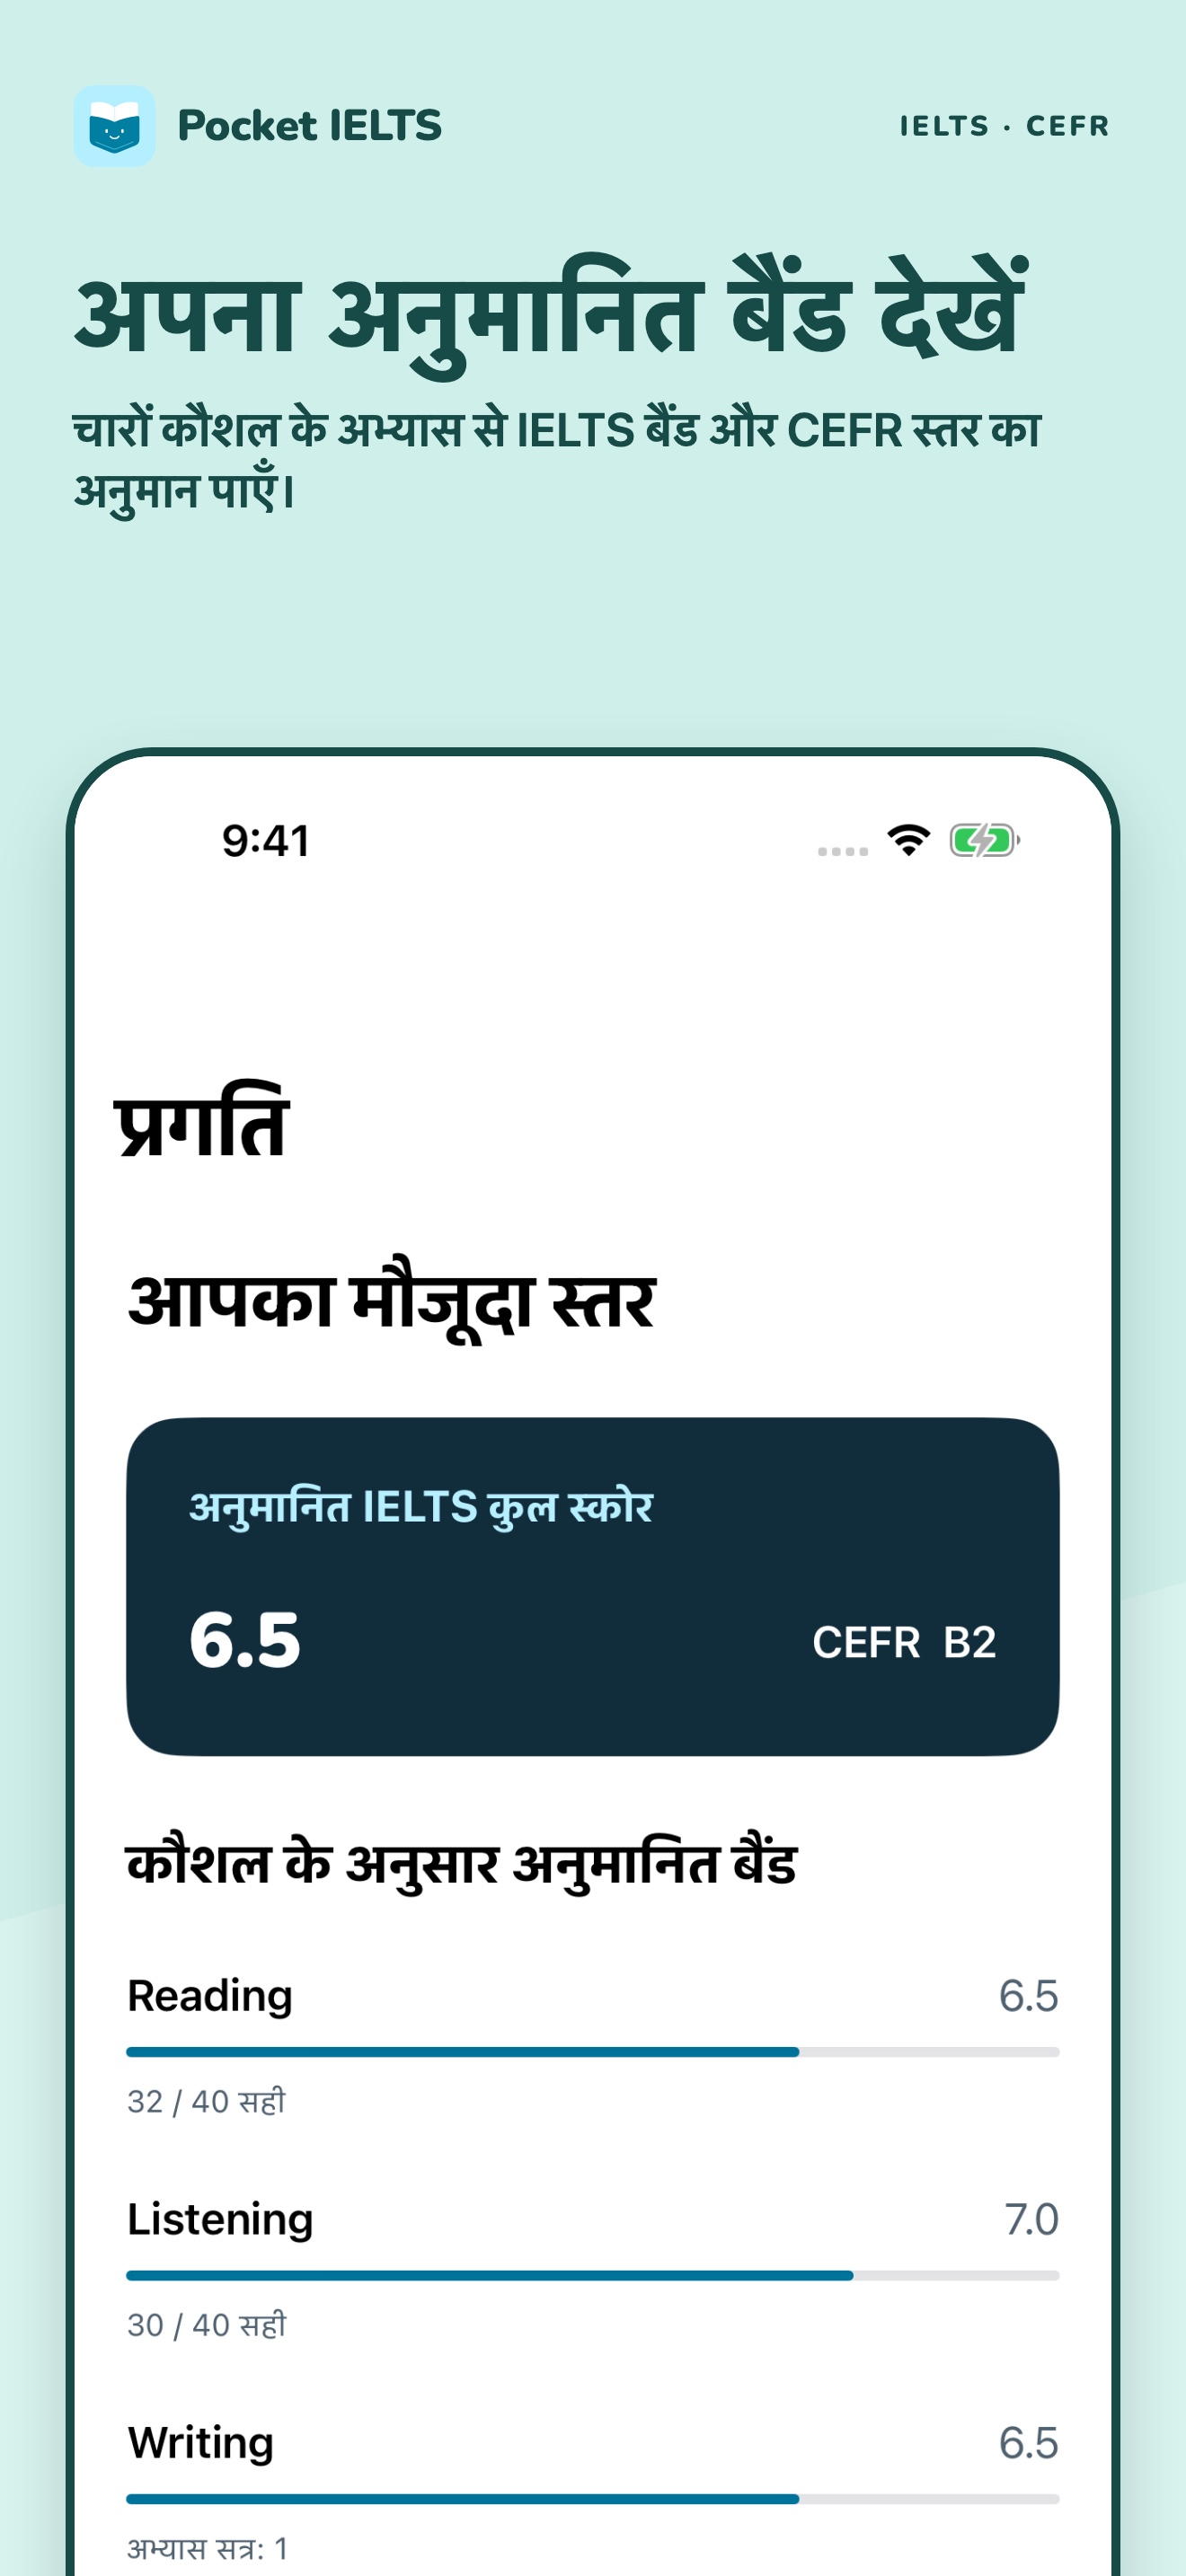 Pocket IELTS
IELTS · CEFR
अपना अनुमानित बैंड देखें
चारों कौशल के अभ्यास से IELTS बैंड और CEFR स्तर का
अनुमान पाएँ।
9:41
प्रगति
आपका मौजूदा स्तर
अनुमानित IELTS कुल स्कोर
6.5
CEFR B2
कौशल के अनुसार अनुमानित बैंड
Reading 6.5
32 / 40 सही
Listening 7.0
30 / 40 सही
Writing 6.5
अभ्यास सत्र: 1